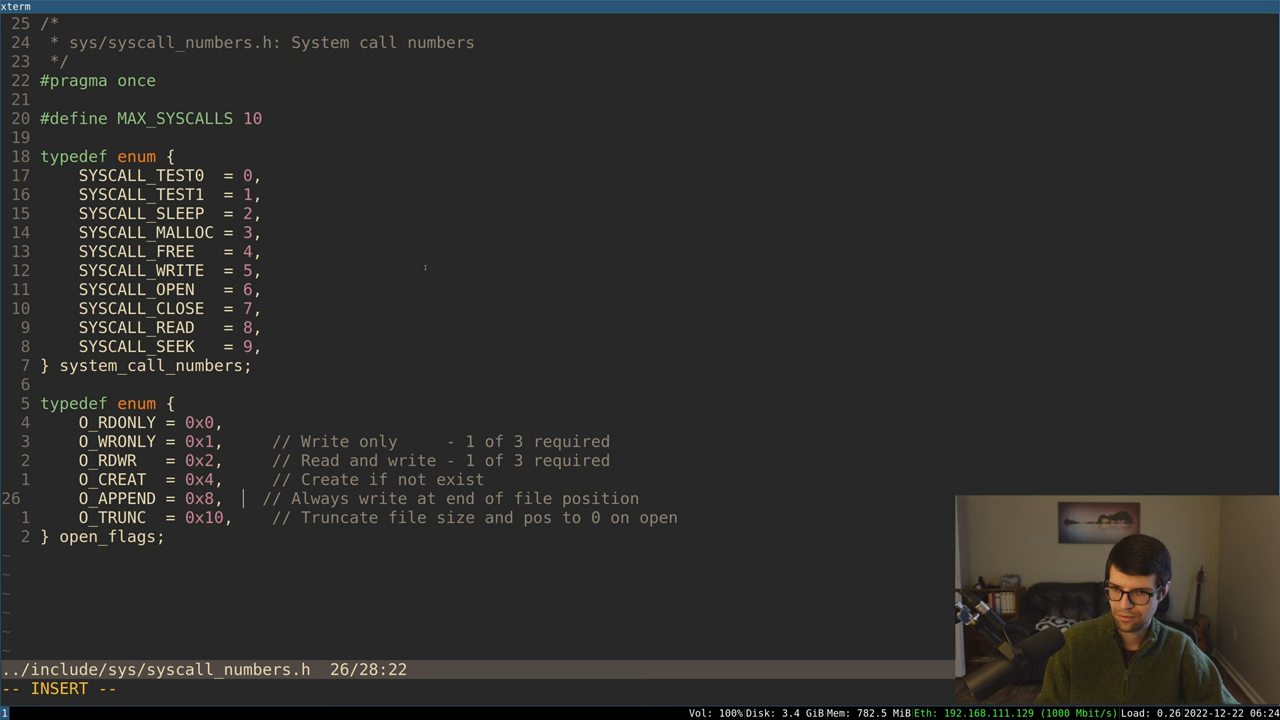 xterm
25 /*
24  * sys/syscall_numbers.h: System call numbers
23  */
22 #pragma once
21
20 #define MAX_SYSCALLS 10
19
18 typedef enum {
17     SYSCALL_TEST0  = 0,
16     SYSCALL_TEST1  = 1,
15     SYSCALL_SLEEP  = 2,
14     SYSCALL_MALLOC = 3,
13     SYSCALL_FREE   = 4,
12     SYSCALL_WRITE  = 5,
11     SYSCALL_OPEN   = 6,
10     SYSCALL_CLOSE  = 7,
9     SYSCALL_READ   = 8,
8     SYSCALL_SEEK   = 9,
7 } system_call_numbers;
6
5 typedef enum {
4     O_RDONLY = 0x0,
3     O_WRONLY = 0x1,     // Write only     - 1 of 3 required
2     O_RDWR   = 0x2,     // Read and write - 1 of 3 required
1     O_CREAT  = 0x4,     // Create if not exist
26     O_APPEND = 0x8,    // Always write at end of file position
1     O_TRUNC  = 0x10,    // Truncate file size and pos to 0 on open
2 } open_flags;
~
~
~
~
~
~
../include/sys/syscall_numbers.h  26/28:22
-- INSERT --
1 Vol: 100% Disk: 3.4 GiB Mem: 782.5 MiB Eth: 192.168.111.129 (1000 Mbit/s) Load: 0.26 2022-12-22 06:24